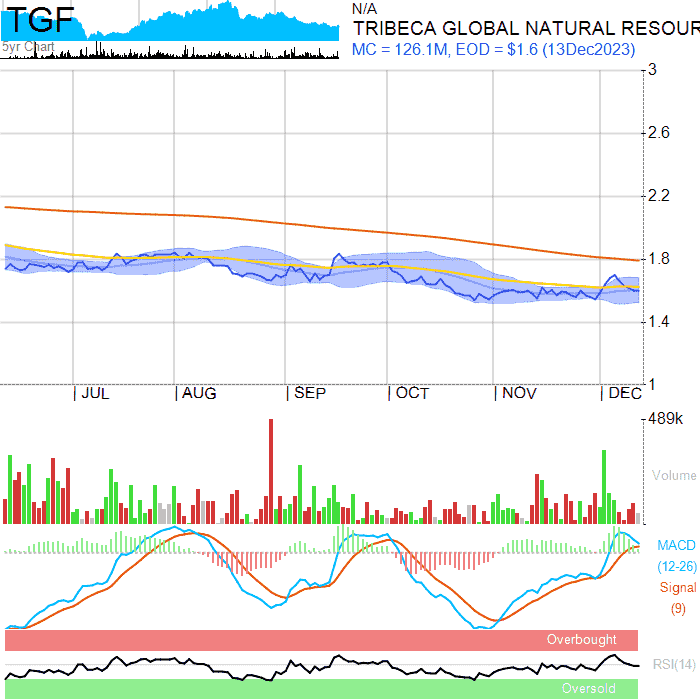 TGF
5yr Chart
N/A
TRIBECA GLOBAL NATURAL RESOUR
MC = 126.1M, EOD = $1.6 (13Dec2023)
3
2.6
2.2
1.8
1.4
1
JUL AUG SEP OCT NOV DEC
489k
Volume
MACD
(12-26)
Signal
(9)
Overbought
RSI(14)
Oversold